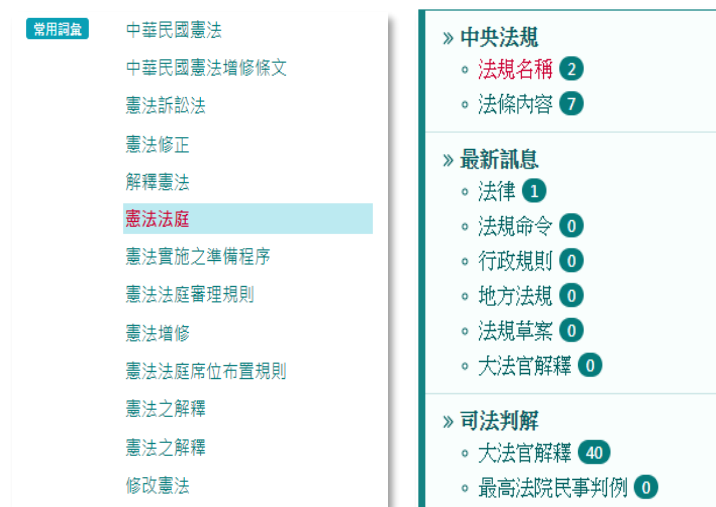 常用詞彙
中華民國憲法
中華民國憲法增修條文
憲法訴訟法
憲法修正
解釋憲法
憲法法庭
憲法實施之準備程序
憲法法庭審理規則
憲法增修
憲法法庭席位布置規則
憲法之解釋
憲法之解釋
修改憲法
» 中央法規
法規名稱 2
法條內容 7
» 最新訊息
法律 1
法規命令 0
行政規則 0
地方法規 0
法規草案 0
大法官解釋 0
» 司法判解
大法官解釋 40
最高法院民事判例 0